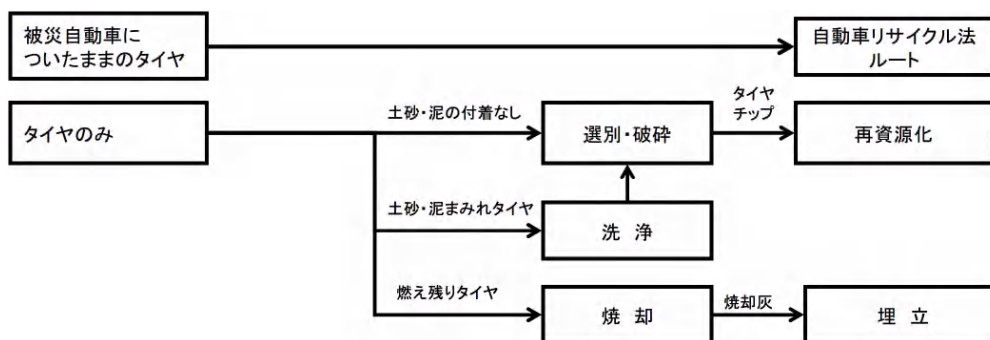 被災自動車に
ついたままのタイヤ
自動車リサイクル法
ルート
タイヤのみ
土砂・泥の付着なし
選別・破砕
タイヤ
チップ
再資源化
土砂・泥まみれタイヤ
洗 浄
燃え残りタイヤ
焼 却
焼却灰
埋 立